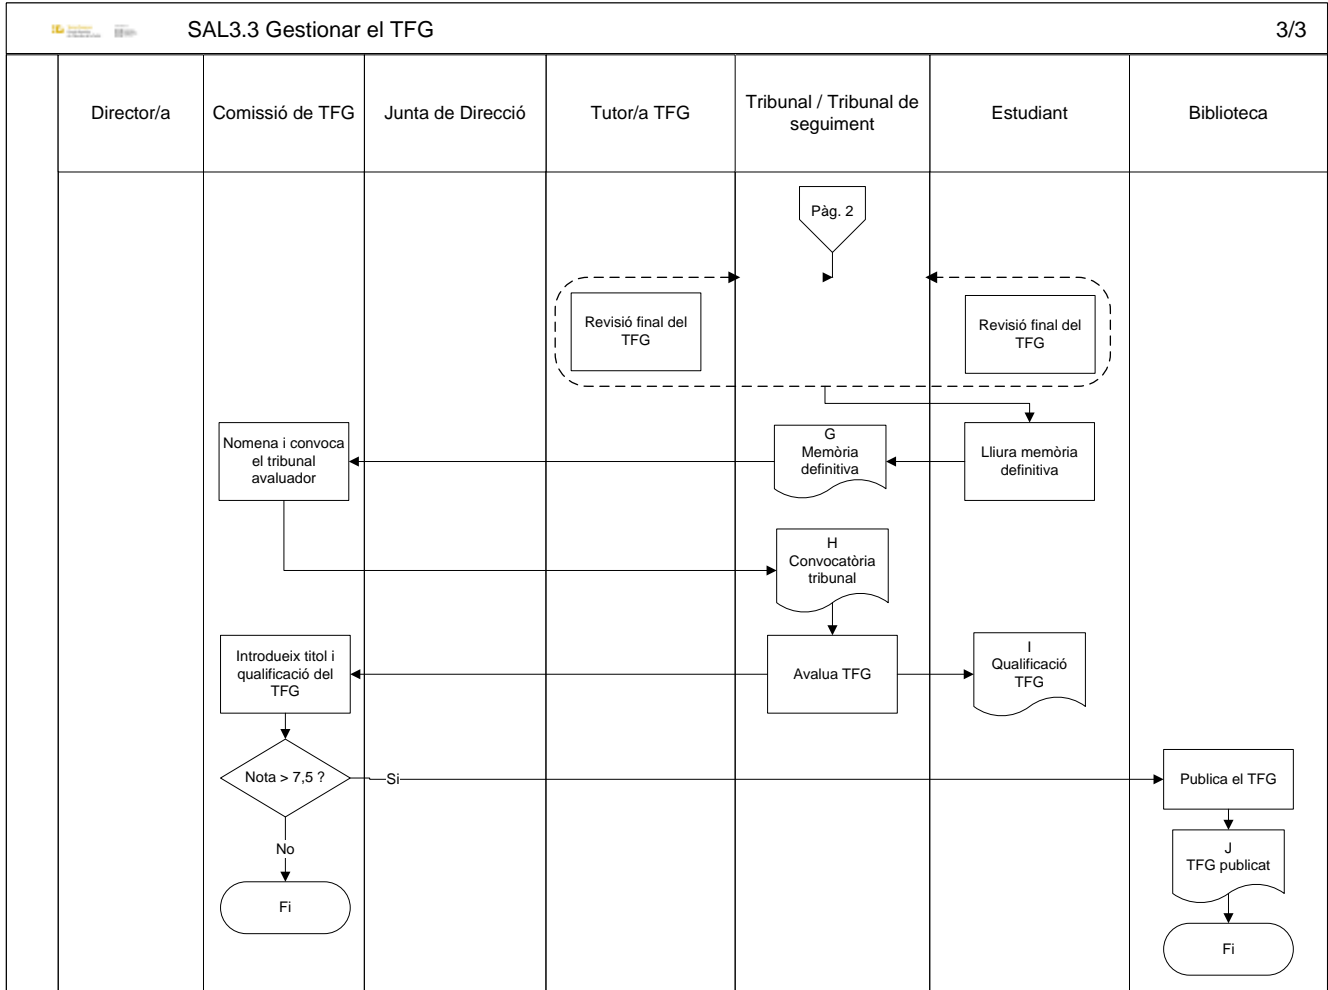 SAL3.3 Gestionar el TFG
3/3
Director/a
Comissió de TFG
Junta de Direcció
Tutor/a TFG
Tribunal / Tribunal de
seguiment
Estudiant
Biblioteca
Pàg. 2
Revisió final del
TFG
Revisió final del
TFG
Nomena i convoca
el tribunal
avaluador
G
Memòria
definitiva
Lliura memòria
definitiva
H
Convocatòria
tribunal
Introdueix titol i
qualificació del
TFG
Avalua TFG
I
Qualificació
TFG
Nota > 7,5 ?
Si
Publica el TFG
No
J
TFG publicat
Fi
Fi